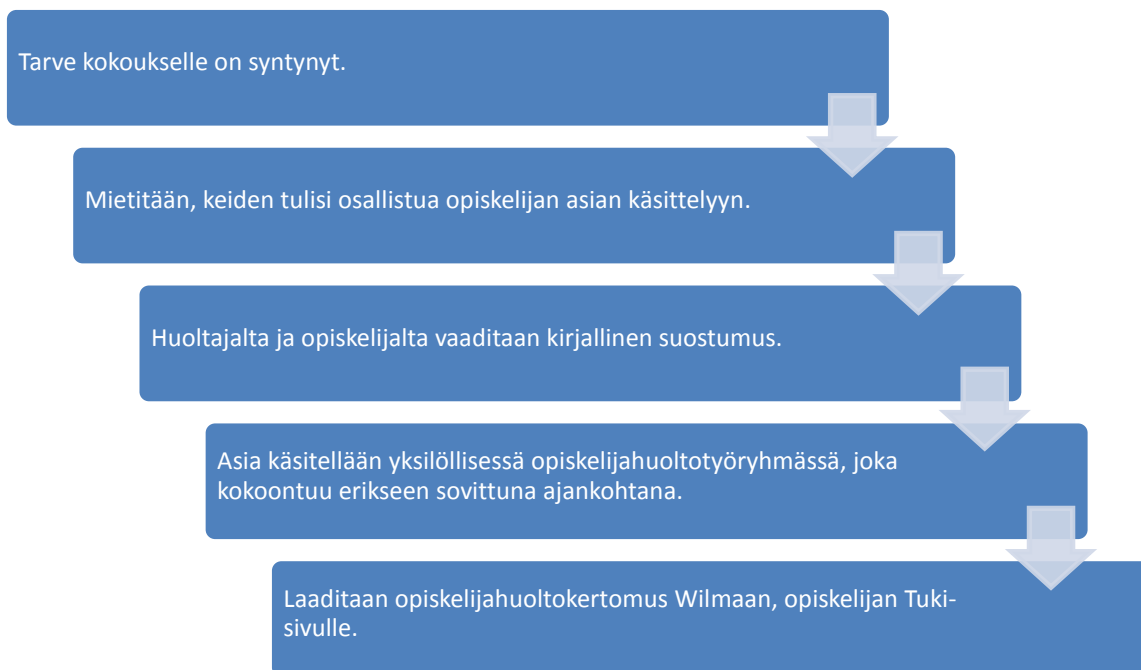 Tarve kokoukselle on syntynyt.
Mietitään, keiden tulisi osallistua opiskelijan asian käsittelyyn.
Huoltajalta ja opiskelijalta vaaditaan kirjallinen suostumus.
Asia käsitellään yksilöllisessä opiskelijahuoltotyöryhmässä, joka
kokoontuu erikseen sovittuna ajankohtana.
Laaditaan opiskelijahuoltokertomus Wilmaan, opiskelijan Tuki-
sivulle.